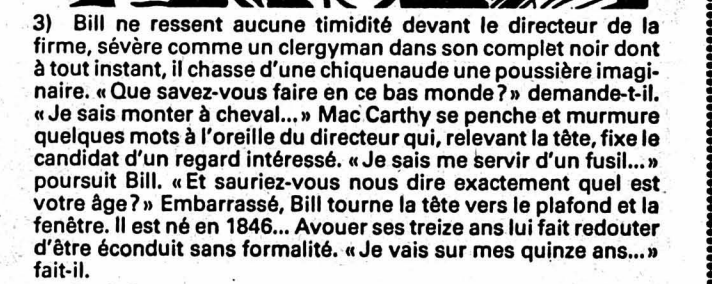 3) Bill ne ressent aucune timidité devant le directeur de la
firme, sévère comme un clergyman dans son complet noir dont
à tout instant, il chasse d'une chiquenaude une poussière imagi-
naire. « Que savez-vous faire en ce bas monde ? » demande-t-il.
« Je sais monter à cheval... » Mac Carthy se penche et murmure
quelques mots à l'oreille du directeur qui, relevant la tête, fixe le
candidat d'un regard intéressé. « Je sais me servir d'un fusil... »
poursuit Bill. « Et sauriez-vous nous dire exactement quel est
votre âge ? » Embarrassé, Bill tourne la tête vers le plafond et la
fenêtre. Il est né en 1846... Avouer ses treize ans lui fait redouter
d'être éconduit sans formalité. « Je vais sur mes quinze ans... »
fait-il.